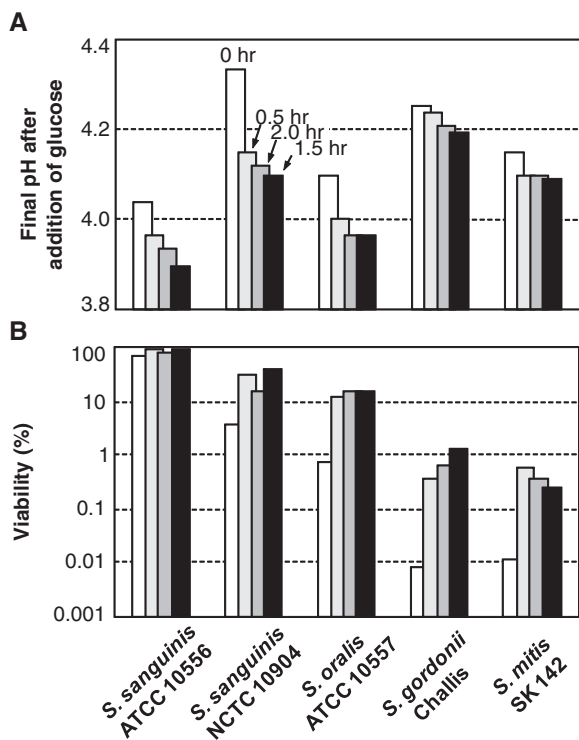 A
Final pH after
addition of glucose
4.4
4.2
4.0
3.8
0 hr
0.5 hr
2.0 hr
1.5 hr
B
Viability (%)
100
10
1
0.1
0.01
0.001
S. sanguinis
ATCC 10556
S. sanguinis
NCTC 10904
S. oralis
ATCC 10557
S. gordonii
Challis
S. mitis
SK142